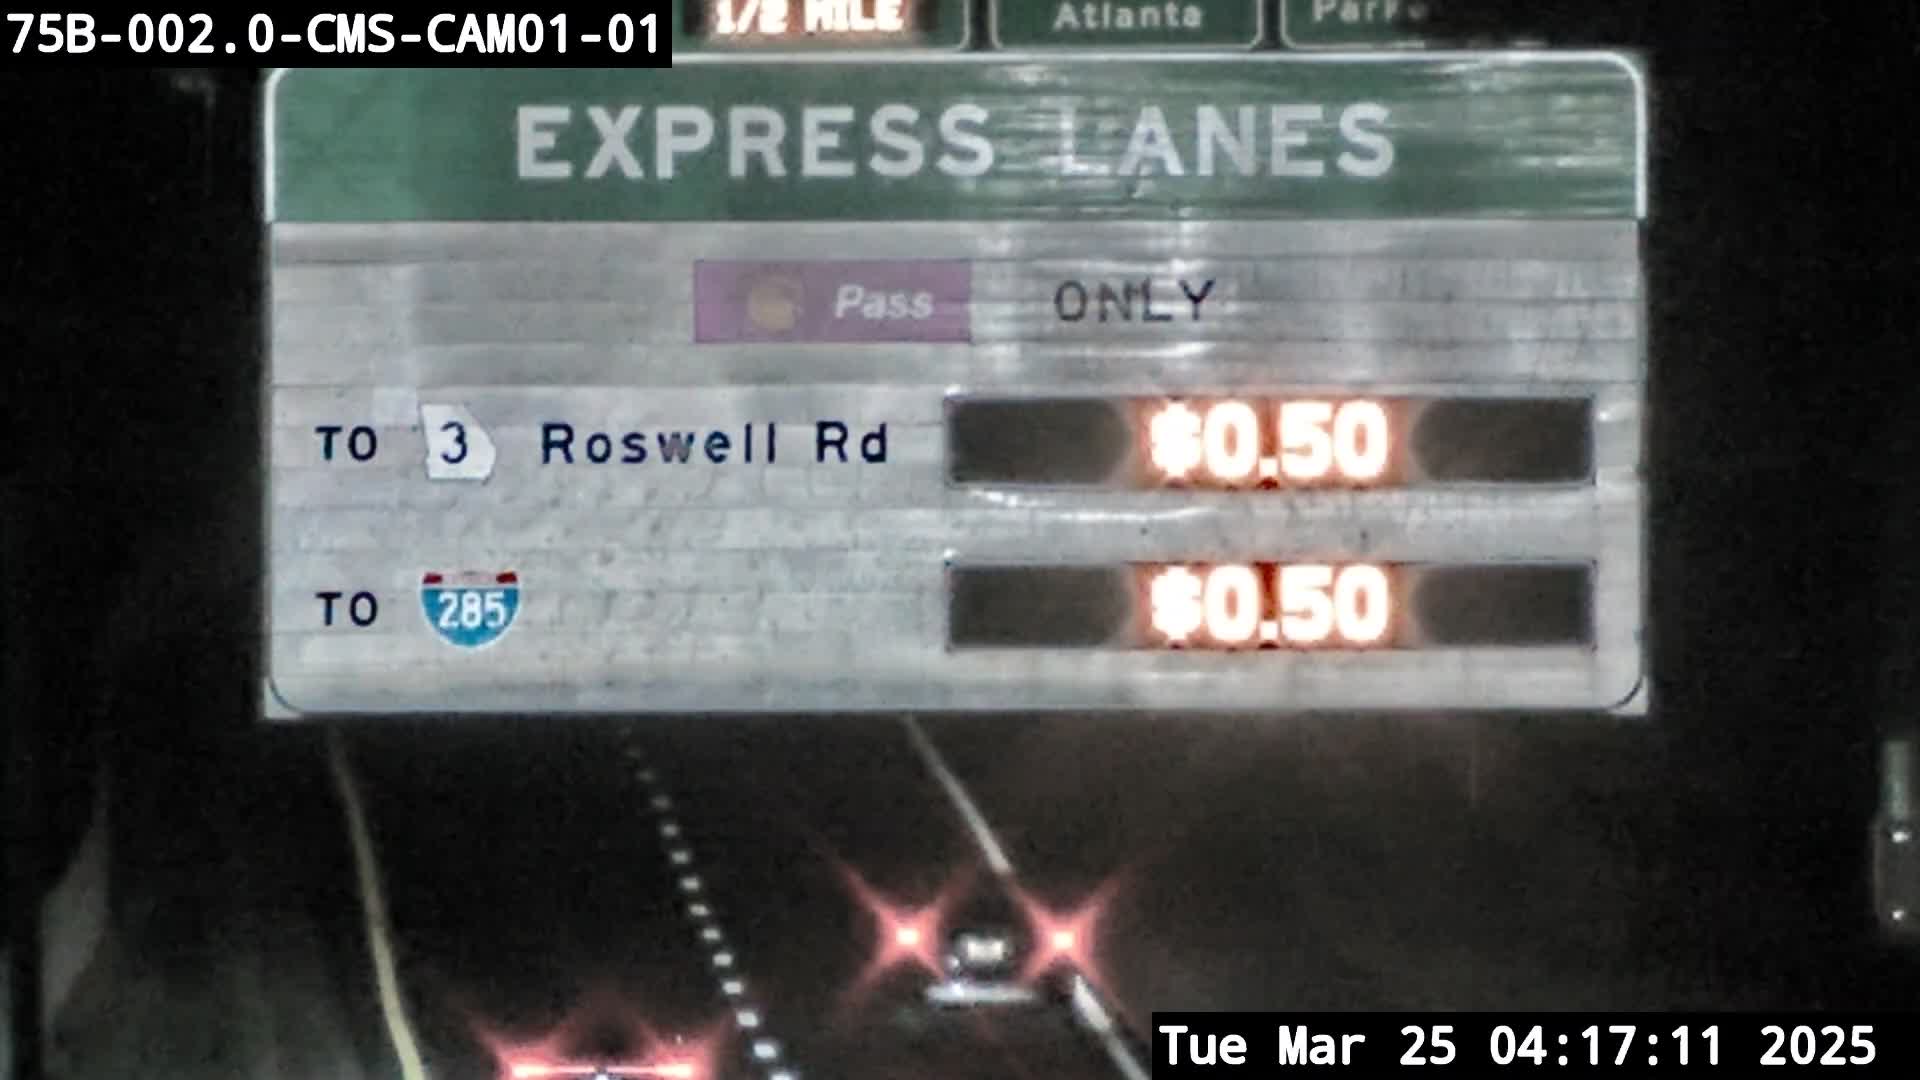 75B-002.0-CMS-CAM01-01
1/2 MILE
Atlanta
EXPRESS LANES
Pass ONLY
TO 3 Roswell Rd $0.50
TO 285 $0.50
Tue Mar 25 04:17:11 2025